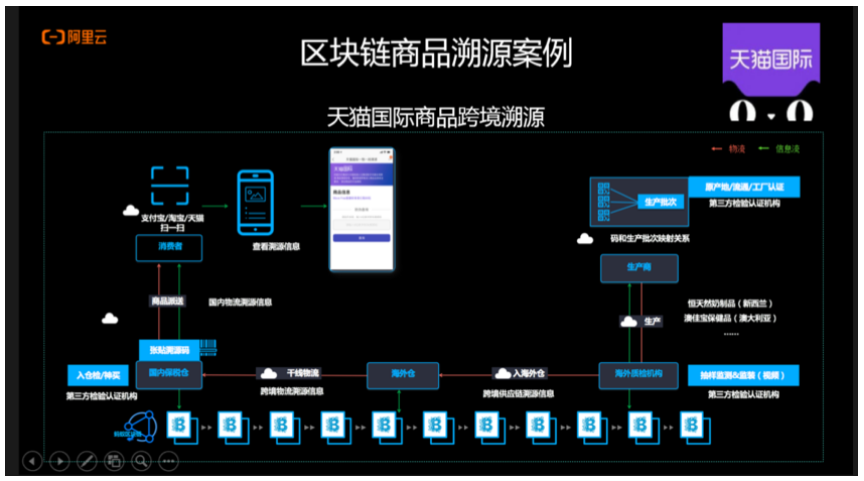 阿里云
区块链商品溯源案例
天猫国际
天猫国际商品跨境溯源
物流
信息流
支付宝/淘宝/天猫
扫一扫
消费者
查看溯源信息
生产批次
原产地/流通/工厂认证
第三方检验认证机构
码和生产批次映射关系
生产商
商品派送
国内物流溯源信息
生产
恒天然奶制品(新西兰)
澳佳宝保健品(澳大利亚)
......
张贴溯源码
入仓检/神买
国内保税仓
干线物流
海外仓
入海外仓
海外质检机构
抽样监测&监装(视频)
第三方检验认证机构
跨境物流溯源信息
跨境供应链溯源信息
第三方检验认证机构